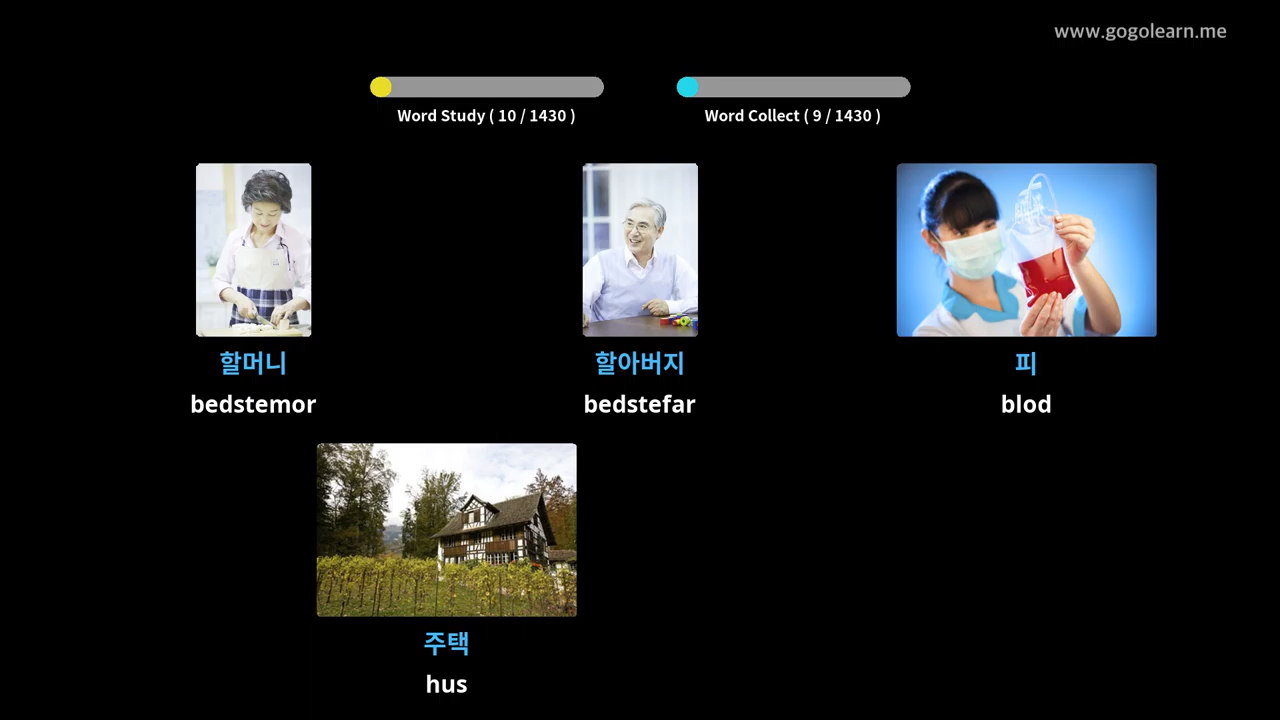 www.gogolearn.me
Word Study ( 10 / 1430 )
Word Collect ( 9 / 1430 )
할머니
bedstemor
할아버지
bedstefar
피
blod
주택
hus